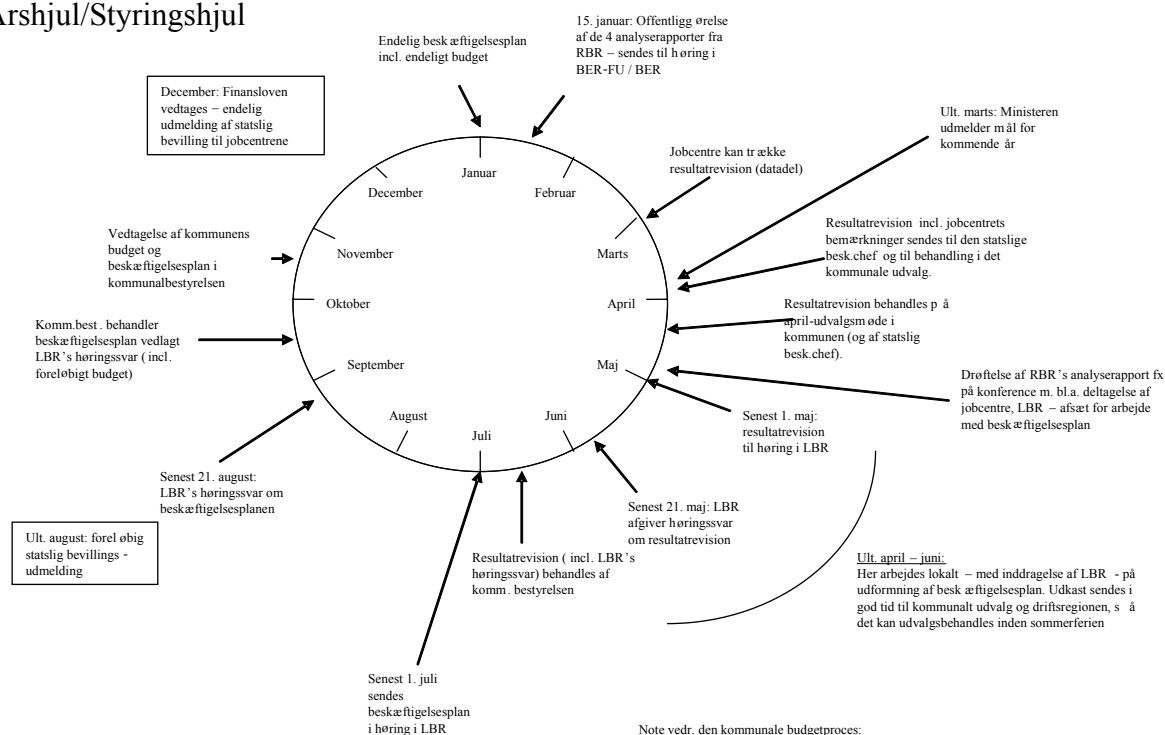 Årshjul/Styringshjul
Endelig beskæftigelsesplan
incl. endeligt budget
15. januar: Offentliggørelse
af de 4 analyserapporter fra
RBR – sendes til høring i
BER-FU / BER
December: Finansloven
vedtages – endelig
udmelding af statslig
bevilling til jobcentrene
Ult. marts: Ministeren
udmelder mål for
kommende år
Jobcentre kan trække
resultatrevision (datadel)
Januar
Februar
December
Marts
November
Vedtagelse af kommunens
budget og
beskæftigelsesplan i
kommunalbestyrelsen
Resultatrevision incl. jobcentrets
bemærkninger sendes til den statslige
besk.chef og til behandling i det
kommunale udvalg.
April
Oktober
Resultatrevision behandles på
april-udvalgsmøde i
kommunen (og af statslig
besk.chef).
Komm.best. behandler
beskæftigelsesplan vedlagt
LBR's høringssvar (incl.
foreløbigt budget)
September
Maj
Drøftelse af RBR's analyserapport fx
på konference m. bl.a. deltagelse af
jobcentre, LBR – afsæt for arbejde
med beskæftigelsesplan
August
Juli
Juni
Senest 1. maj:
resultatrevision
til høring i LBR
Senest 21. august:
LBR's høringssvar om
beskæftigelsesplanen
Senest 21. maj: LBR
afgiver høringssvar
om resultatrevision
Ult. august: foreløbig
statslig bevillings-
udmelding
Resultatrevision (incl. LBR's
høringssvar) behandles af
komm. bestyrelsen
Ult. april – juni:
Her arbejdes lokalt – med inddragelse af LBR - på
udformning af beskæftigelsesplan. Udkast sendes i
god tid til kommunalt udvalg og driftsregionen, så
det kan udvalgsbehandles inden sommerferien
Senest 1. juli
sendes
beskæftigelsesplan
i høring i LBR
Note vedr. den kommunale budgetproces: